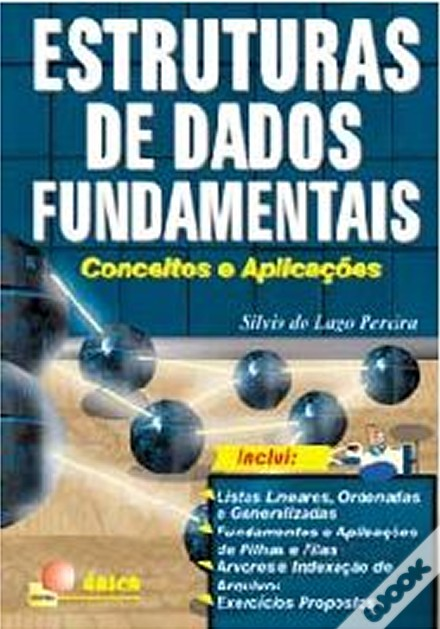 ESTRUTURAS
DE DADOS
FUNDAMENTAIS
Conceitos e Aplicações
Silvio do Lago Pereira
Inclui:
Listas Lineares, Ordenadas
e Generalizadas
Fundamentos e Aplicações
de Pilhas e Filas
Árvores e Indexação de
Arquivos
Exercícios Propostos
érica
wook